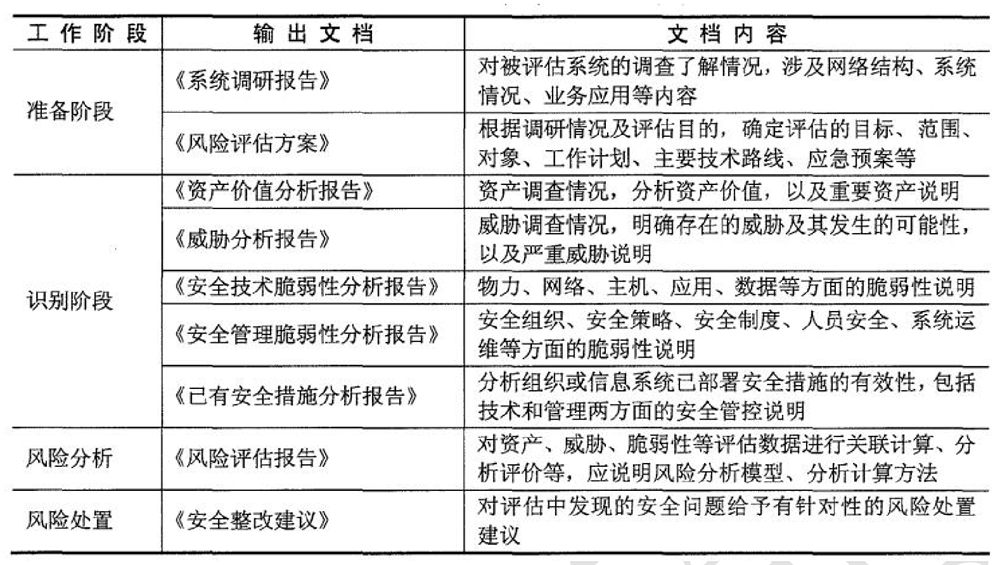 工作阶段 输出文档 文档内容
准备阶段
《系统调研报告》
对被评估系统的调查了解情况，涉及网络结构、系统
情况、业务应用等内容
《风险评估方案》
根据调研情况及评估目的，确定评估的目标、范围、
对象、工作计划、主要技术路线、应急预案等
识别阶段
《资产价值分析报告》
资产调查情况，分析资产价值，以及重要资产说明
《威胁分析报告》
威胁调查情况，明确存在的威胁及其发生的可能性，
以及严重威胁说明
《安全技术脆弱性分析报告》
物力、网络、主机、应用、数据等方面的脆弱性说明
《安全管理脆弱性分析报告》
安全组织、安全策略、安全制度、人员安全、系统运
维等方面的脆弱性说明
《已有安全措施分析报告》
分析组织或信息系统已部署安全措施的有效性，包括
技术和管理两方面的安全管控说明
风险分析
《风险评估报告》
对资产、威胁、脆弱性等评估数据进行关联计算、分
析评价等，应说明风险分析模型、分析计算方法
风险处置
《安全整改建议》
对评估中发现的安全问题给予有针对性的风险处置
建议